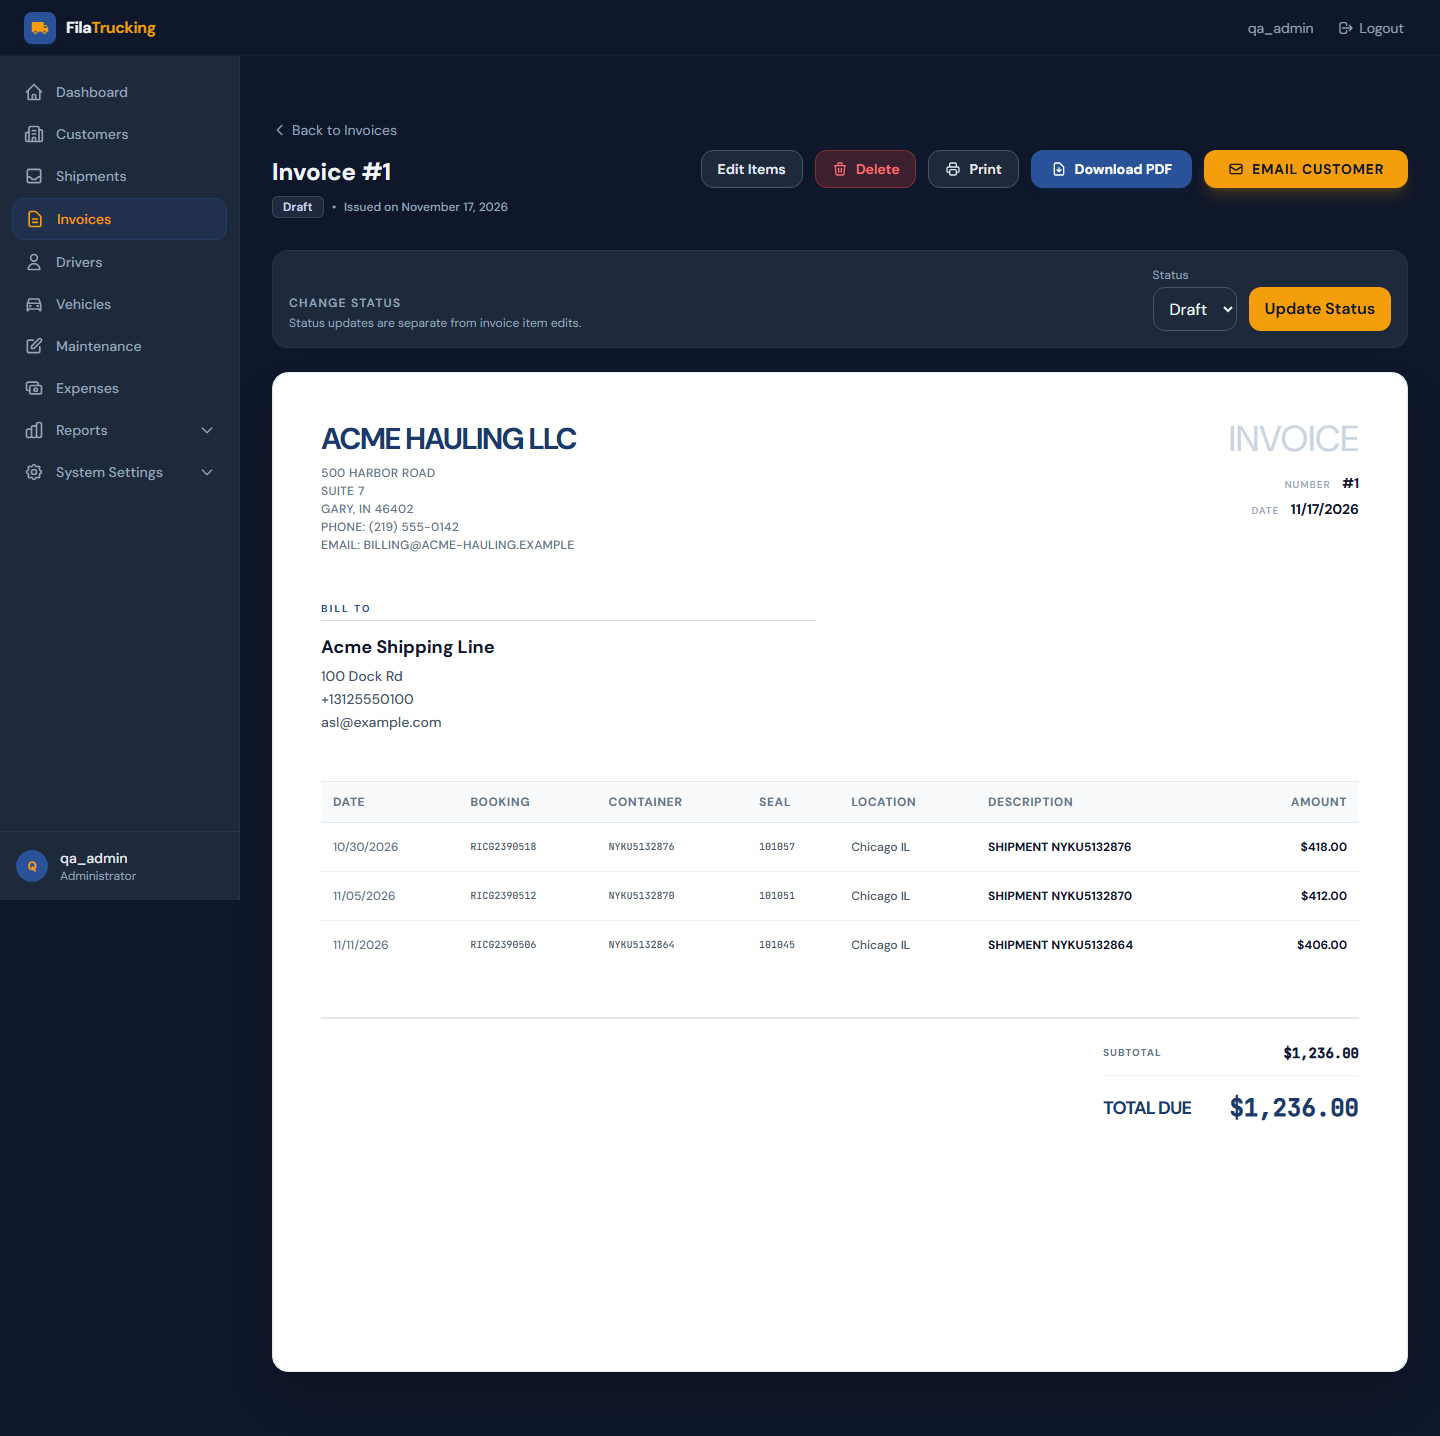 FilaTrucking
qa_admin
Logout
Dashboard
Customers
Shipments
Invoices
Drivers
Vehicles
Maintenance
Expenses
Reports
System Settings
Q
qa_admin
Administrator
Back to Invoices
Invoice #1
Edit Items
Delete
Print
Download PDF
EMAIL CUSTOMER
Draft • Issued on November 17, 2026
CHANGE STATUS
Status updates are separate from invoice item edits.
Status
Draft
Update Status
ACME HAULING LLC
500 HARBOR ROAD
SUITE 7
GARY, IN 46402
PHONE: (219) 555-0142
EMAIL: BILLING@ACME-HAULING.EXAMPLE
INVOICE
NUMBER #1
DATE 11/17/2026
BILL TO
Acme Shipping Line
100 Dock Rd
+13125550100
asl@example.com
DATE BOOKING CONTAINER SEAL LOCATION DESCRIPTION AMOUNT
10/30/2026 RICG2390518 NYKU5132876 101057 Chicago IL SHIPMENT NYKU5132876 $418.00
11/05/2026 RICG2390512 NYKU5132870 101051 Chicago IL SHIPMENT NYKU5132870 $412.00
11/11/2026 RICG2390506 NYKU5132864 101045 Chicago IL SHIPMENT NYKU5132864 $406.00
SUBTOTAL $1,236.00
TOTAL DUE $1,236.00